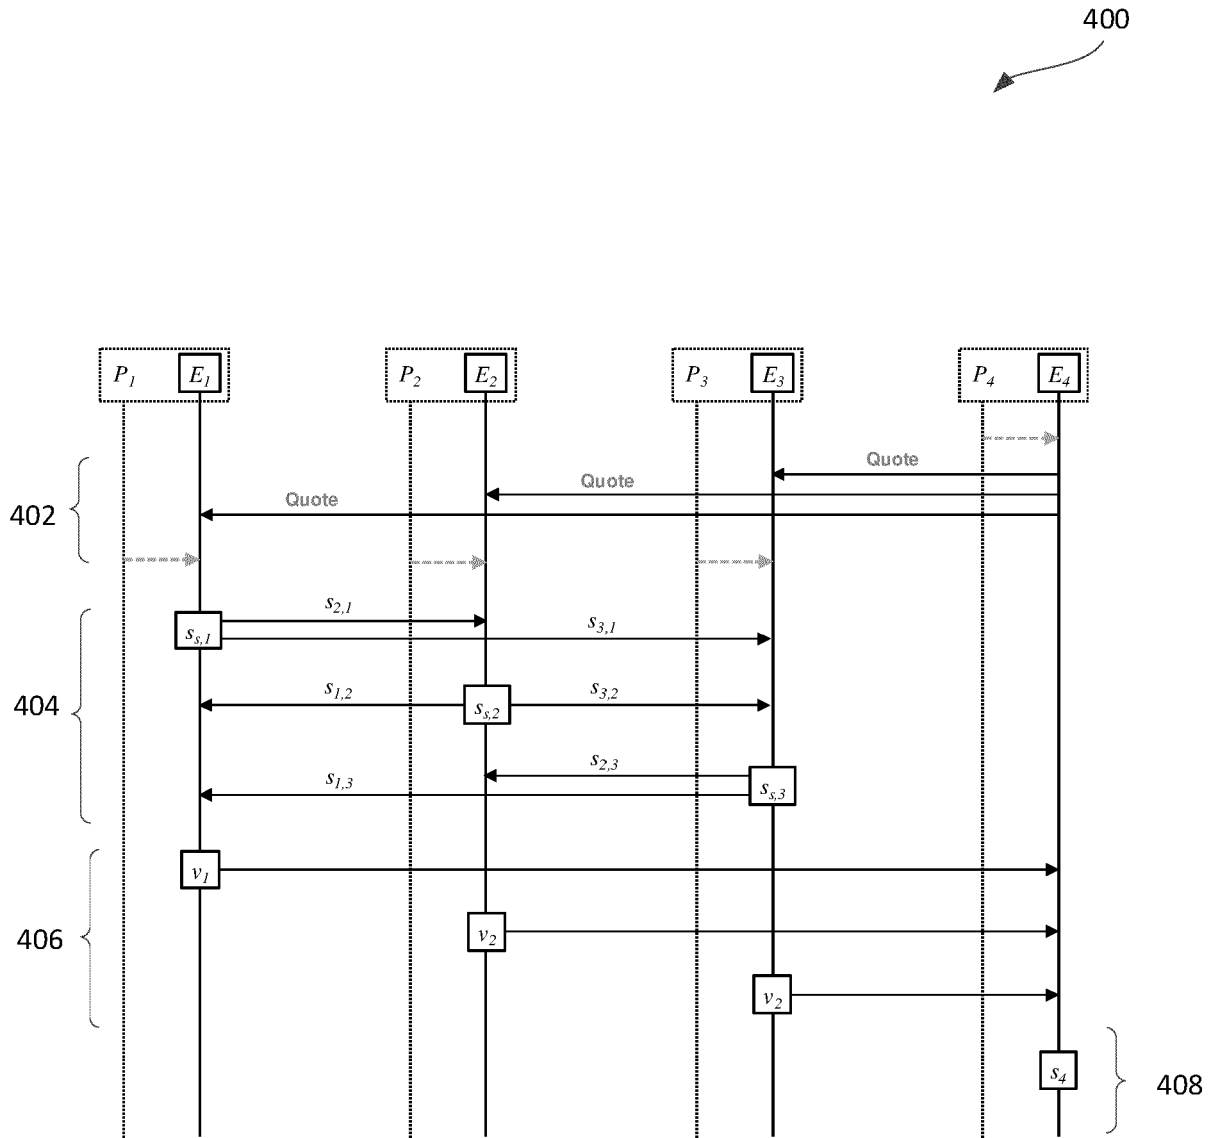 400
P1 E1 P2 E2 P3 E3 P4 E4
Quote
Quote
Quote
402
s2,1
s3,1
ss,1
s1,2 ss,2 s3,2
404
s2,3
s1,3
ss,3
v1
v2
406
v2
s4
408